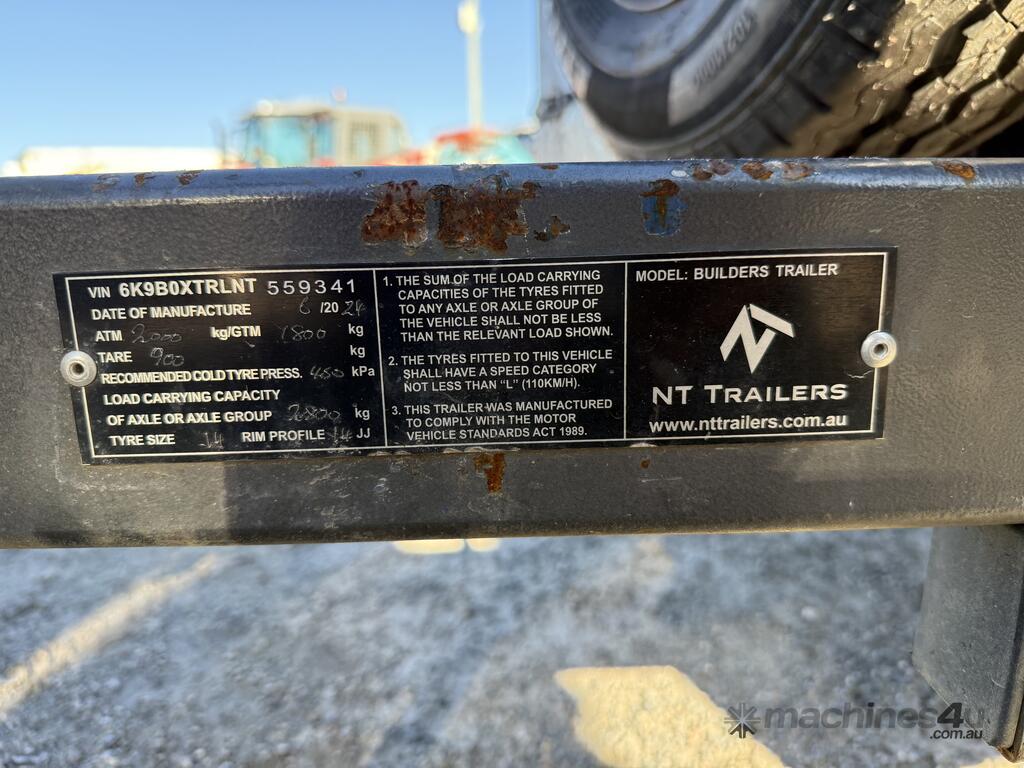 VIN 6K9B0XTRLNT 559341
DATE OF MANUFACTURE 6 /20 24
ATM 2000 kg/GTM 1800 kg
TARE 900 kg
RECOMMENDED COLD TYRE PRESS. 450 kPa
LOAD CARRYING CAPACITY
OF AXLE OR AXLE GROUP kg
TYRE SIZE 14 RIM PROFILE 14 JJ
1. THE SUM OF THE LOAD CARRYING
CAPACITIES OF THE TYRES FITTED
TO ANY AXLE OR AXLE GROUP OF
THE VEHICLE SHALL NOT BE LESS
THAN THE RELEVANT LOAD SHOWN.
2. THE TYRES FITTED TO THIS VEHICLE
SHALL HAVE A SPEED CATEGORY
NOT LESS THAN "L" (110KM/H).
3. THIS TRAILER WAS MANUFACTURED
TO COMPLY WITH THE MOTOR
VEHICLE STANDARDS ACT 1989.
MODEL: BUILDERS TRAILER
NT TRAILERS
www.nttrailers.com.au
machines4u
.com.au